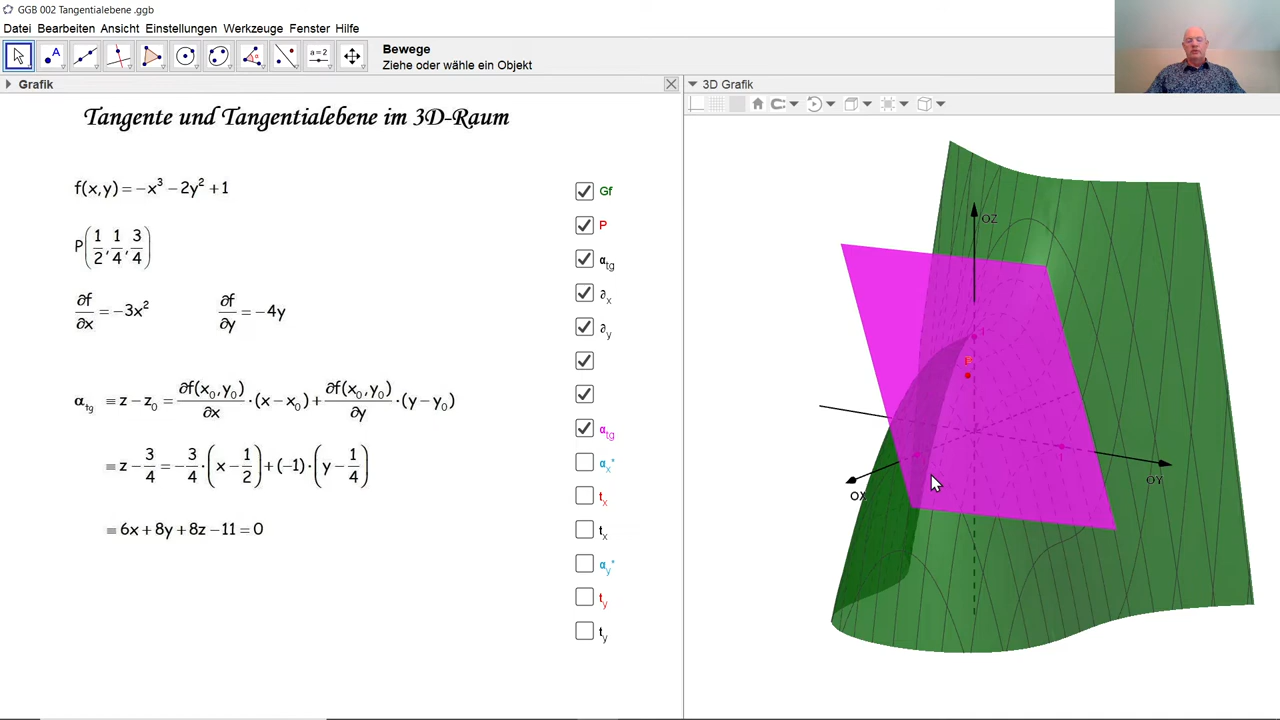 GGB 002 Tangentialebene .ggb
Datei Bearbeiten Ansicht Einstellungen Werkzeuge Fenster Hilfe
A
a=2
Bewege
Ziehe oder wähle ein Objekt
Grafik
3D Grafik
Tangente und Tangentialebene im 3D-Raum
f(x,y) = −x³ − 2y² + 1
P(1/2, 1/4, 3/4)
∂f/∂x = −3x² ∂f/∂y = −4y
α_tg ≡ z − z₀ = ∂f(x₀,y₀)/∂x · (x − x₀) + ∂f(x₀,y₀)/∂y · (y − y₀)
≡ z − 3/4 = −3/4 · (x − 1/2) + (−1) · (y − 1/4)
≡ 6x + 8y + 8z − 11 = 0
Gf
P
α_tg
∂_x
∂_y
α_tg
α_x*
t_x
t_x
α_y*
t_y
t_y
OZ
1
OX
OY